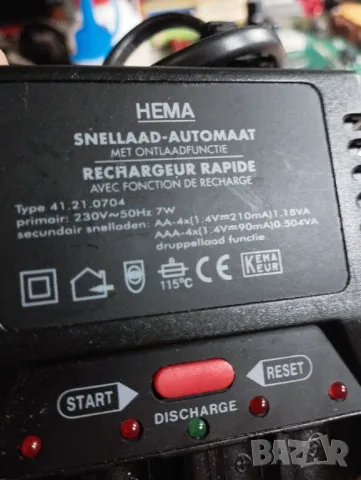 HEMA
SNELLAAD-AUTOMAAT
MET ONTLAADFUNCTIE
RECHARGEUR RAPIDE
AVEC FONCTION DE RECHARGE
Type 41.21.0704
primair: 230V~50Hz 7W
secundair snelladen: AA-4x(1.4V⎓210mA)1.18VA
AAA-4x(1.4V⎓90mA)0.504VA
druppellaad functie
115°C
CE
KEMA
KEUR
START
RESET
DISCHARGE
BAZAR